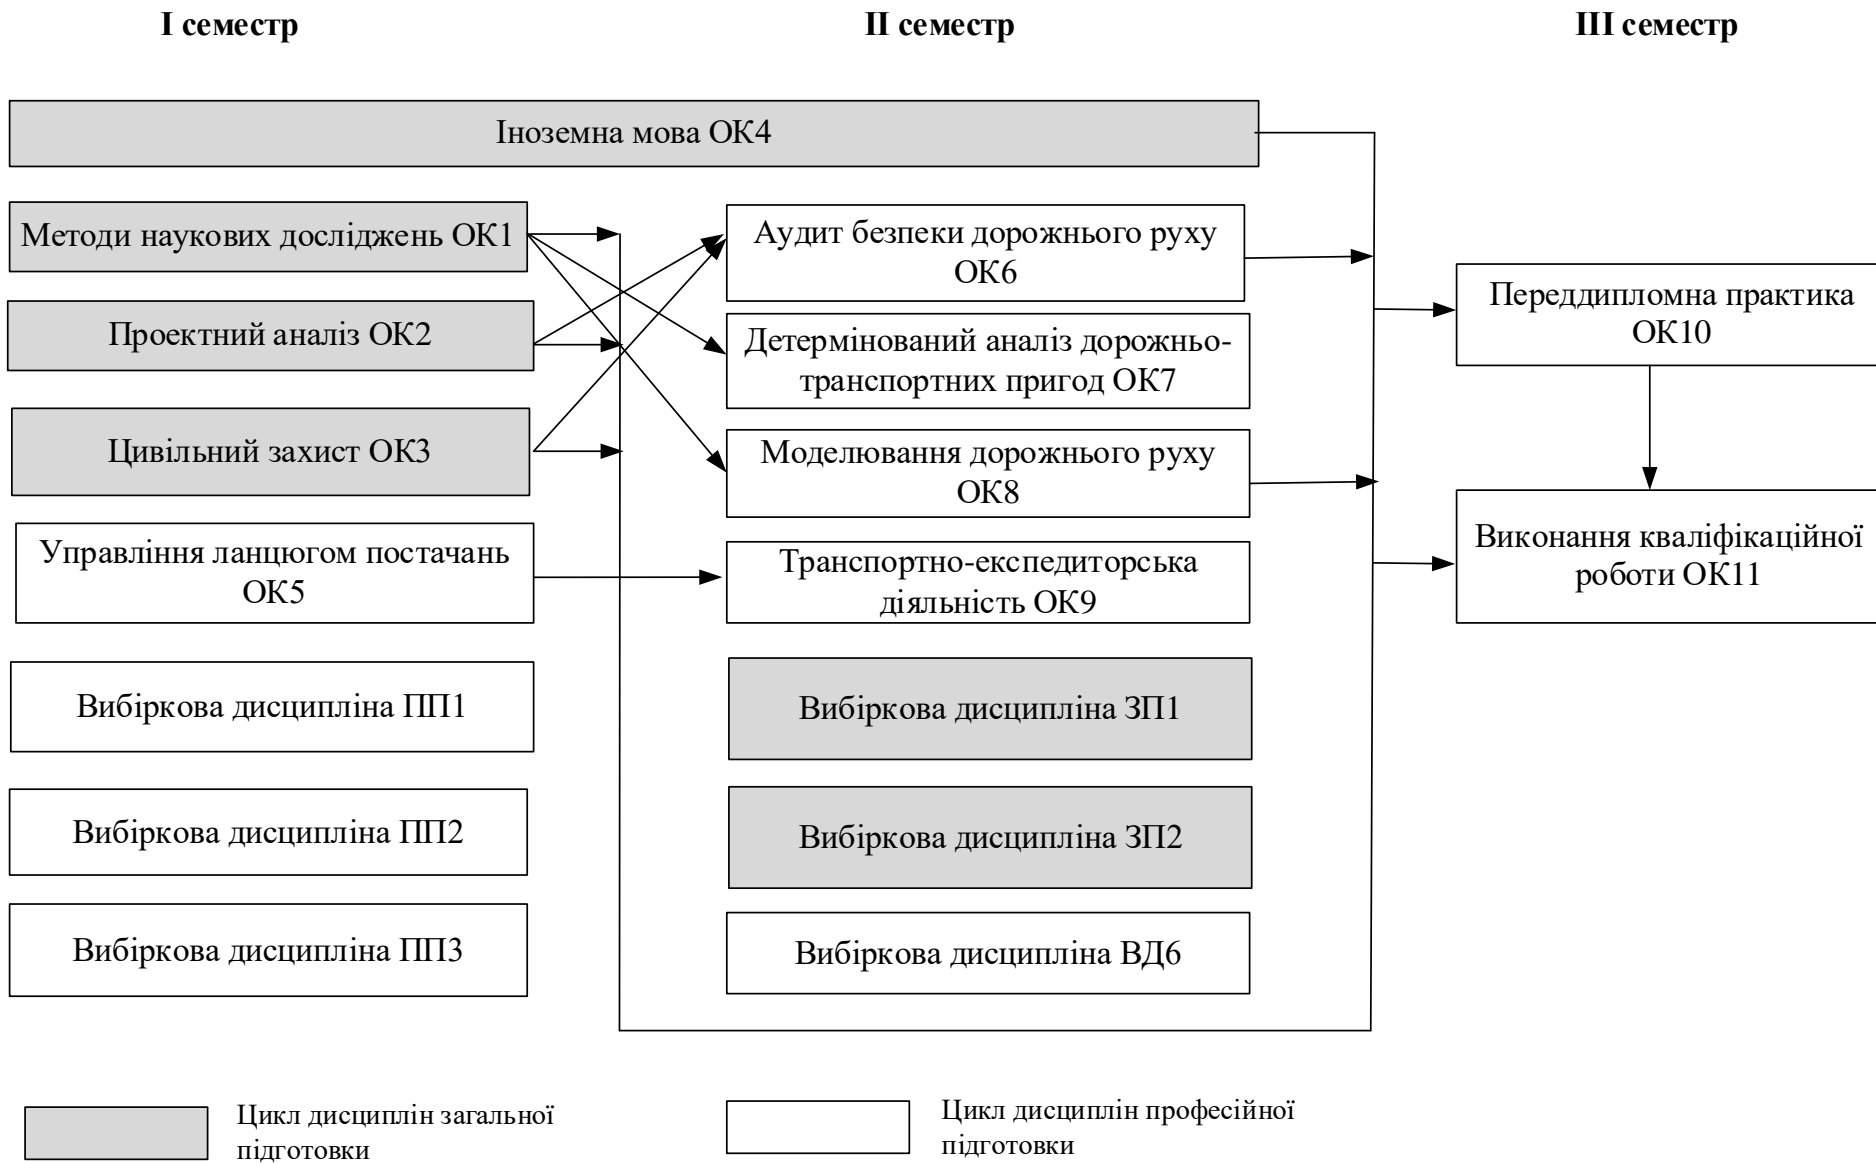 I семестр
II семестр
III семестр
Іноземна мова ОК4
Методи наукових досліджень ОК1
Проектний аналіз ОК2
Цивільний захист ОК3
Управління ланцюгом постачань
ОК5
Вибіркова дисципліна ПП1
Вибіркова дисципліна ПП2
Вибіркова дисципліна ПП3
Аудит безпеки дорожнього руху
ОК6
Детермінований аналіз дорожньо-
транспортних пригод ОК7
Моделювання дорожнього руху
ОК8
Транспортно-експедиторська
діяльність ОК9
Вибіркова дисципліна ЗП1
Вибіркова дисципліна ЗП2
Вибіркова дисципліна ВД6
Переддипломна практика
ОК10
Виконання кваліфікаційної
роботи ОК11
Цикл дисциплін загальної
підготовки
Цикл дисциплін професійної
підготовки